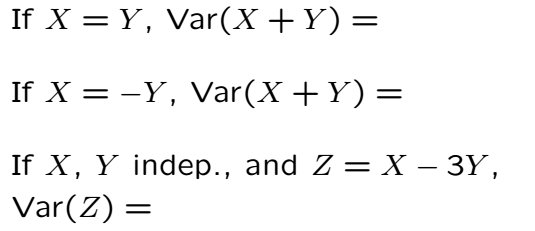 If X = Y, Var(X + Y) =
If X = −Y, Var(X + Y) =
If X, Y indep., and Z = X − 3Y,
Var(Z) =